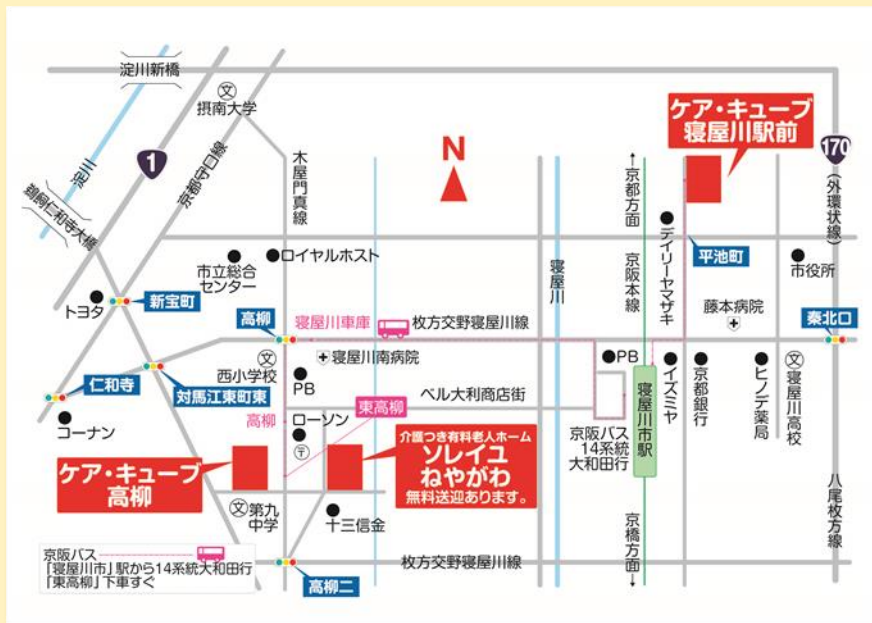 淀川新橋
文
摂南大学
淀川
1
京都守口線
木屋門真線
N
ケア・キューブ
寝屋川駅前
170
(外環状線)
鵜飼仁和寺大橋
←京都方面
京阪本線
デイリーヤマザキ
平池町
市役所
市立総合
センター
ロイヤルホスト
寝屋川
トヨタ
新宝町
高柳
寝屋川車庫
枚方交野寝屋川線
藤本病院
秦北口
文
西小学校
寝屋川南病院
PB
PB
仁和寺
対馬江東町東
ベル大利商店街
寝屋川市駅
イズミヤ
京都銀行
ヒノデ薬局
文
寝屋川高校
コーナン
高柳
ローソン
〒
東高柳
京阪バス
14系統
大和田行
ケア・キューブ
高柳
介護つき有料老人ホーム
ソレイユ
ねやがわ
無料送迎あります。
文
第九
中学
十三信金
八尾枚方線
京橋方面→
京阪バス
「寝屋川市」駅から14系統大和田行
「東高柳」下車すぐ
高柳二
枚方交野寝屋川線